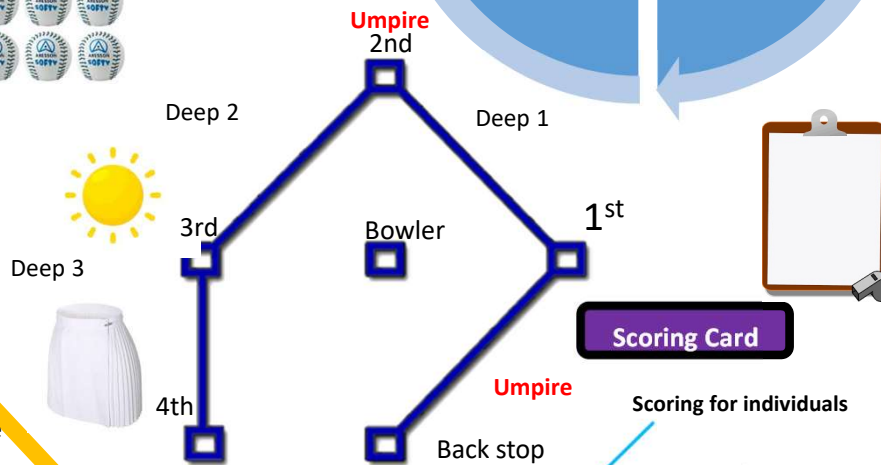 Umpire
2nd
Deep 2
Deep 1
3rd
Bowler
1st
Deep 3
Scoring Card
Umpire
Scoring for individuals
4th
Back stop